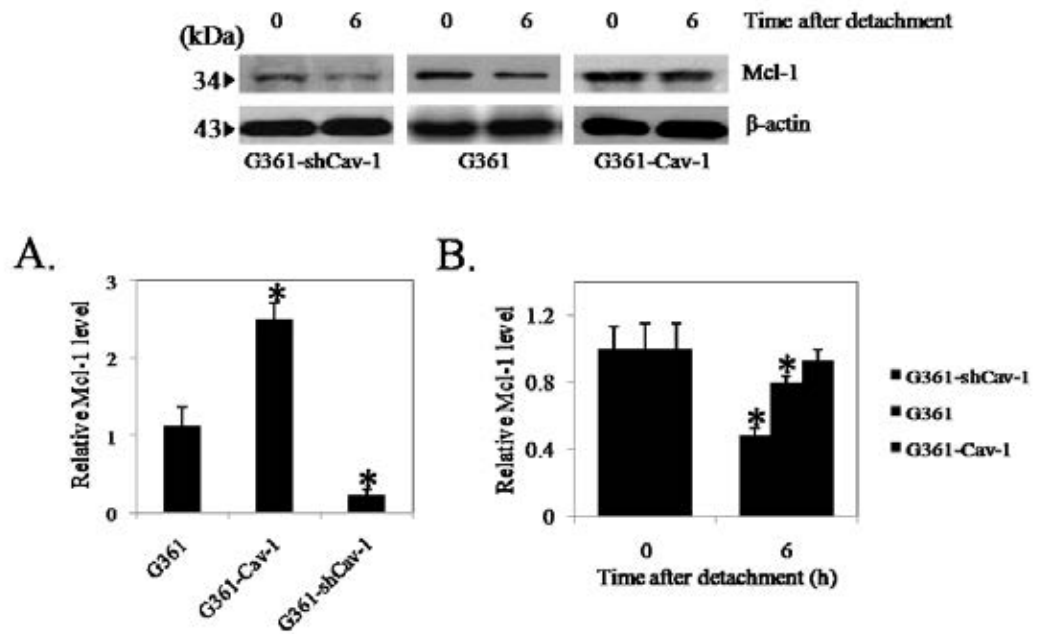 0 6 0 6 0 6 Time after detachment
(kDa)
34 Mcl-1
43 β-actin
G361-shCav-1 G361 G361-Cav-1
A.
Relative Mcl-1 level
3
2
1
0
*
*
G361
G361-Cav-1
G361-shCav-1
B.
Relative Mcl-1 level
1.2
0.8
0.4
0
*
*
0 6
Time after detachment (h)
G361-shCav-1
G361
G361-Cav-1